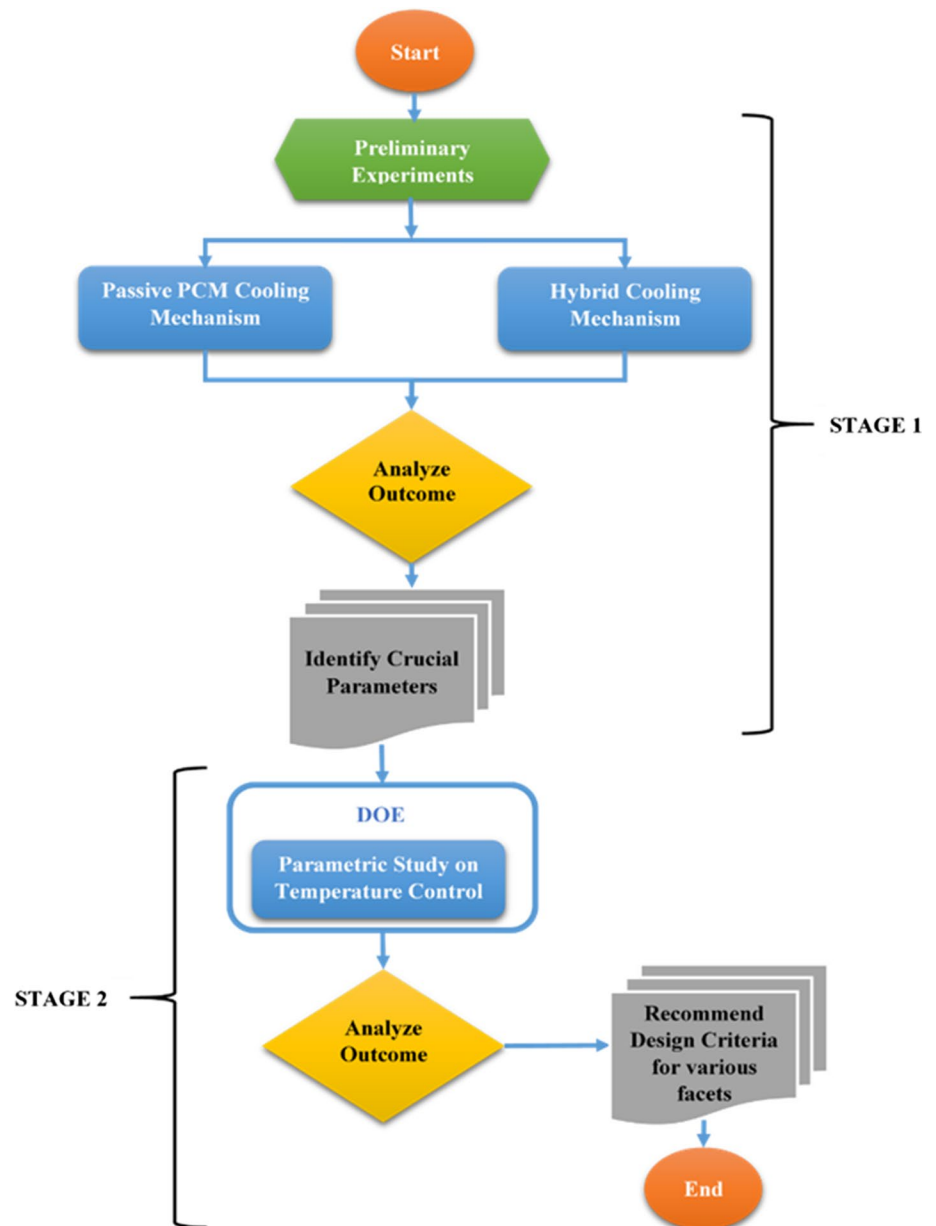 Start
Preliminary
Experiments
Passive PCM Cooling
Mechanism
Hybrid Cooling
Mechanism
STAGE 1
Analyze
Outcome
Identify Crucial
Parameters
DOE
Parametric Study on
Temperature Control
STAGE 2
Analyze
Outcome
Recommend
Design Criteria
for various
facets
End